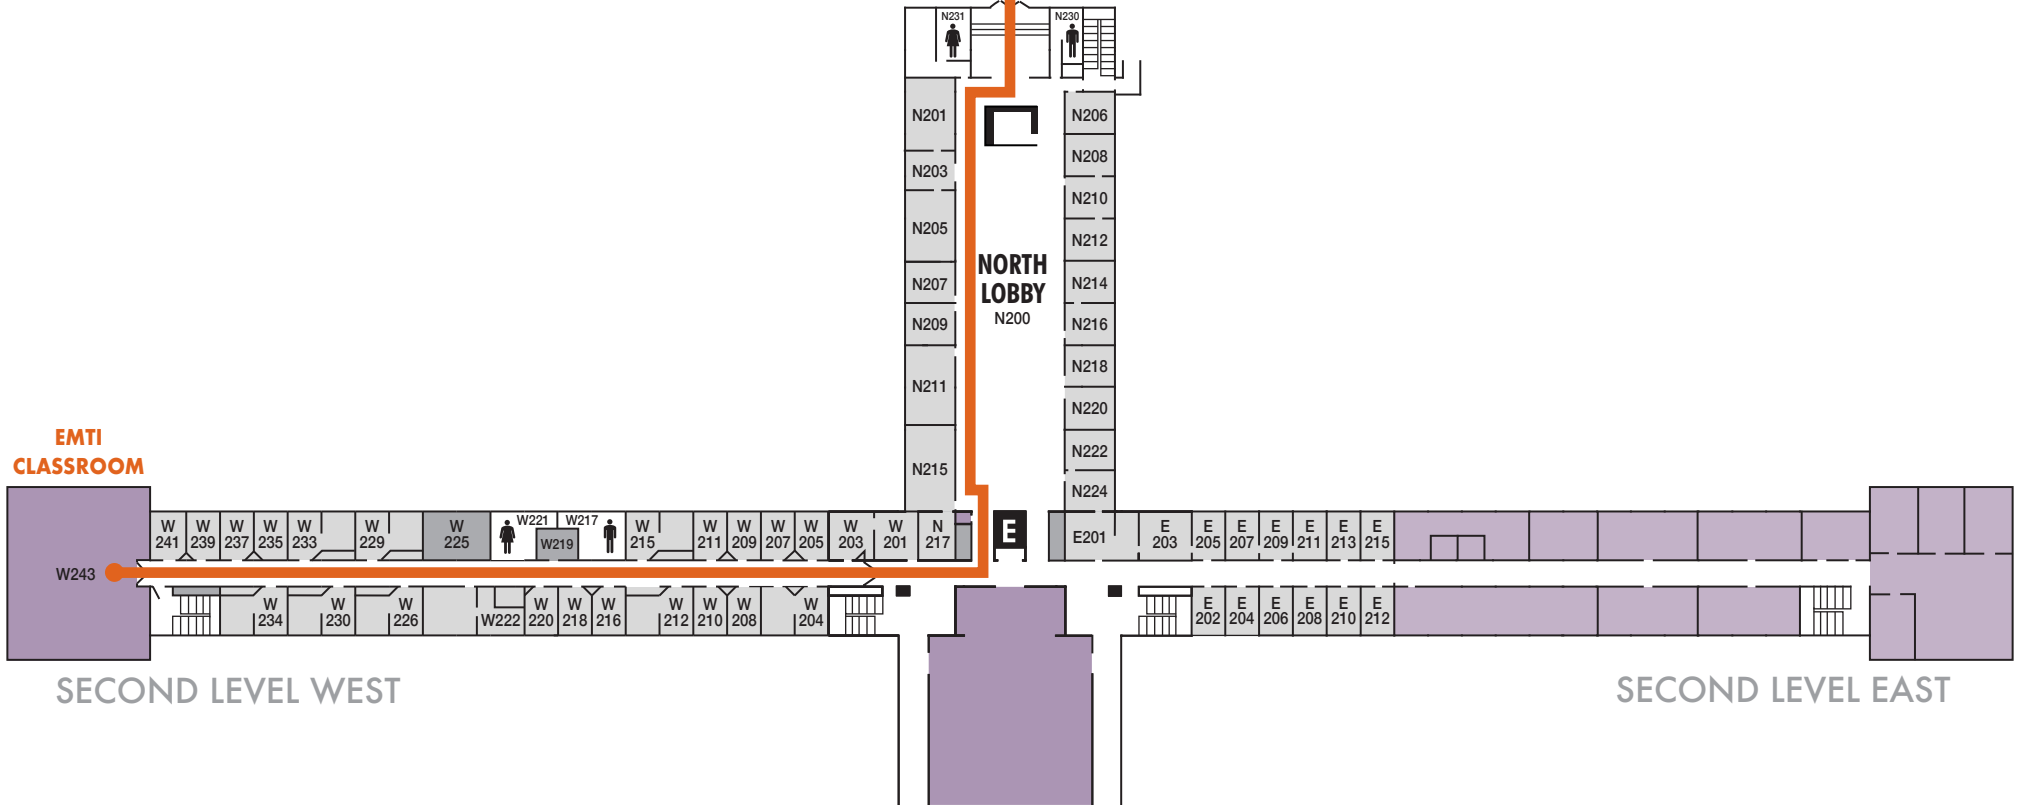 N231
N230
N201
N206
N203
N208
N210
N205
N212
NORTH
LOBBY
N200
N207
N214
N209
N216
N211
N218
N220
N215
N222
N224
EMTI
CLASSROOM
W243
W
241
W
239
W
237
W
235
W
233
W
229
W
225
W221
W219
W217
W
215
W
211
W
209
W
207
W
205
W
203
W
201
N
217
E
E201
E
203
E
205
E
207
E
209
E
211
E
213
E
215
W
234
W
230
W
226
W222
W
220
W
218
W
216
W
212
W
210
W
208
W
204
E
202
E
204
E
206
E
208
E
210
E
212
SECOND LEVEL WEST
SECOND LEVEL EAST